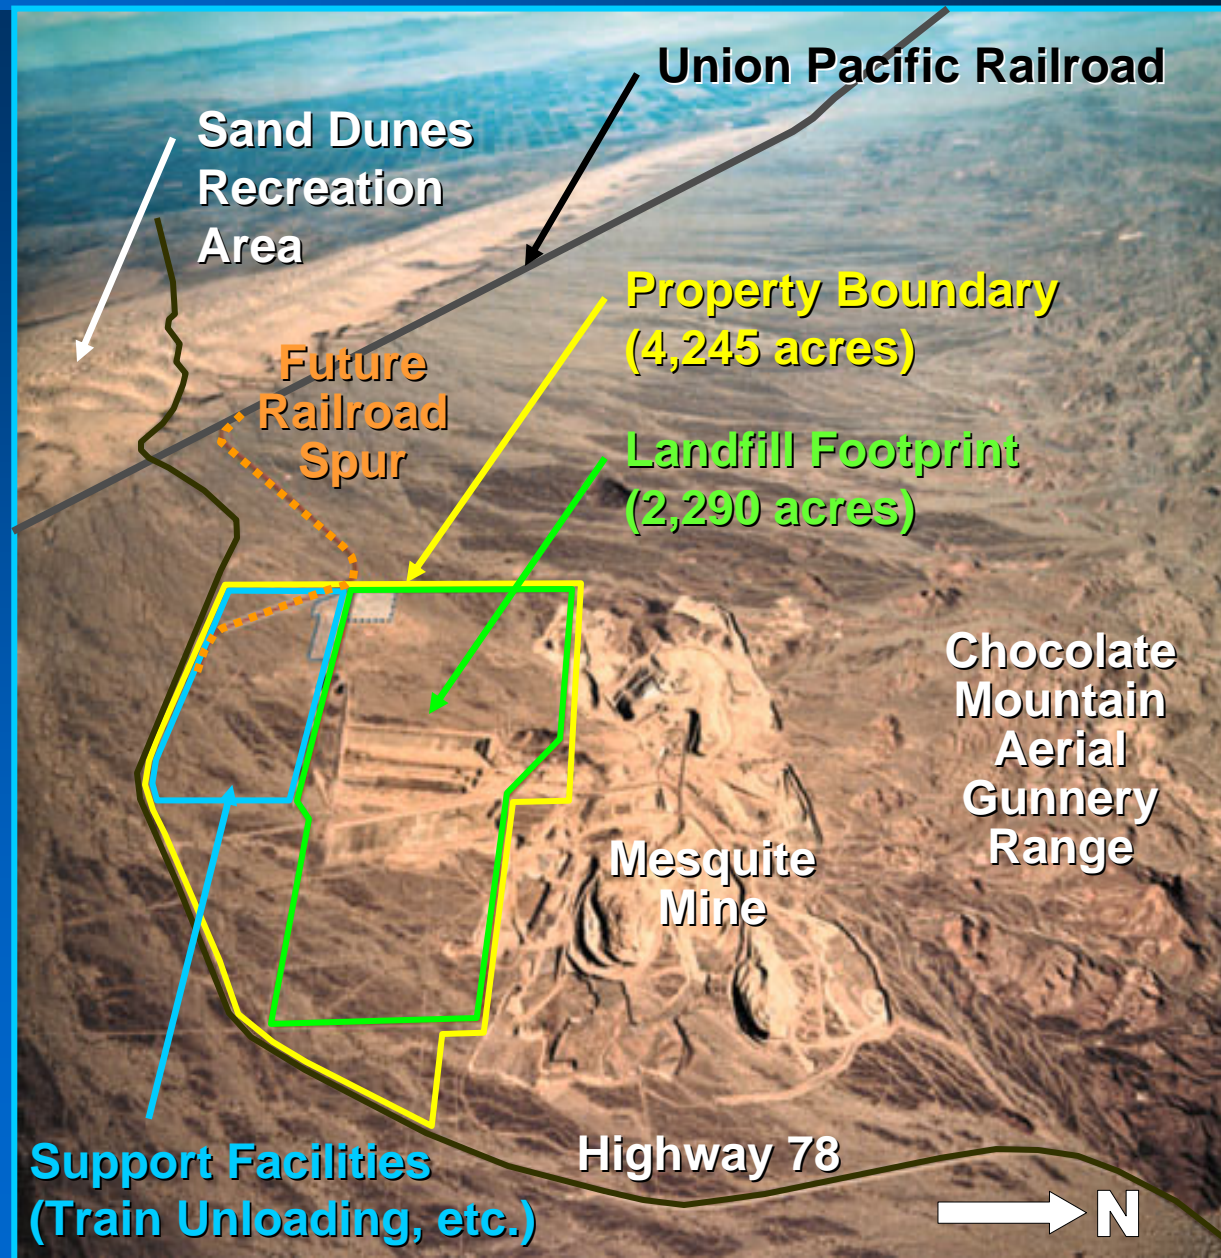 Union Pacific Railroad
Sand Dunes
Recreation
Area
Property Boundary
(4,245 acres)
Future
Railroad
Spur
Landfill Footprint
(2,290 acres)
Chocolate
Mountain
Aerial
Gunnery
Range
Mesquite
Mine
Highway 78
Support Facilities
(Train Unloading, etc.)
N